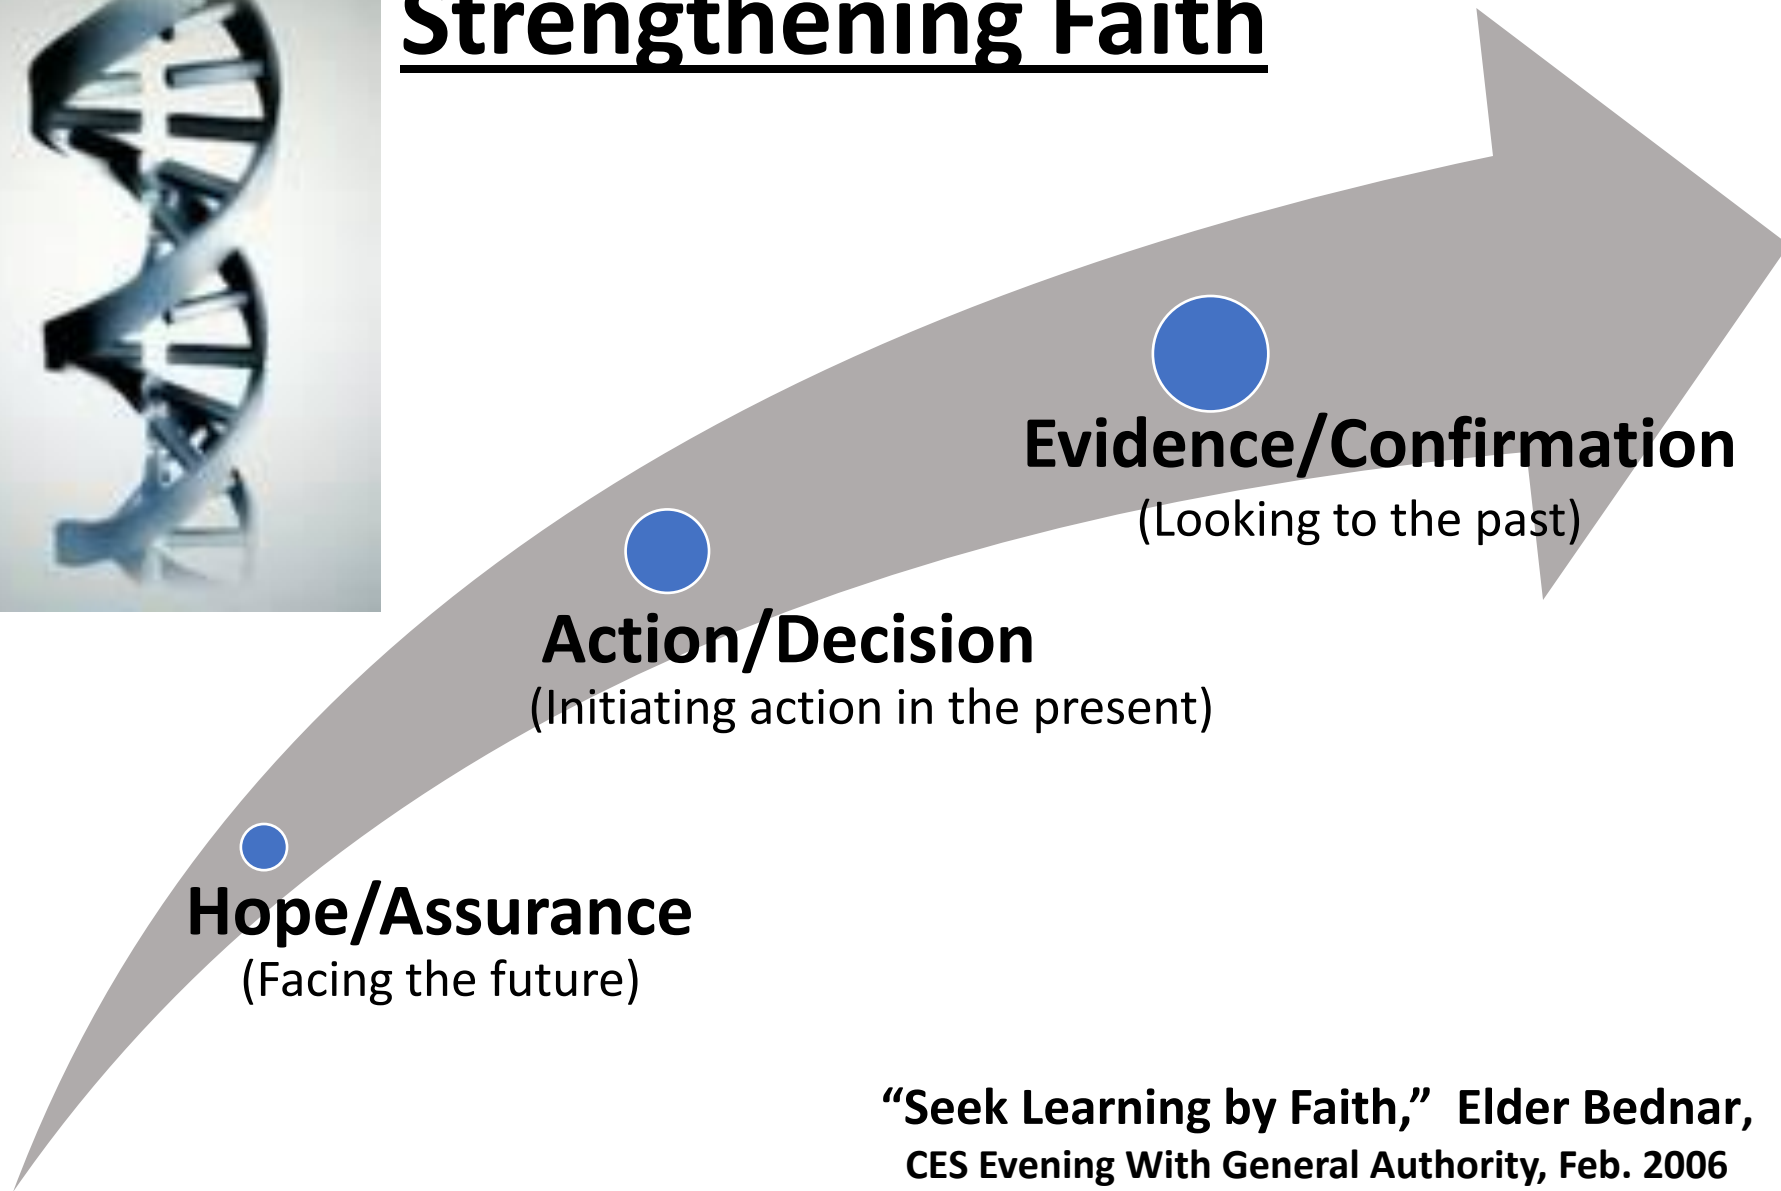 Strengthening Faith
Evidence/Confirmation
(Looking to the past)
Action/Decision
(Initiating action in the present)
Hope/Assurance
(Facing the future)
“Seek Learning by Faith,”  Elder Bednar,
CES Evening With General Authority, Feb. 2006